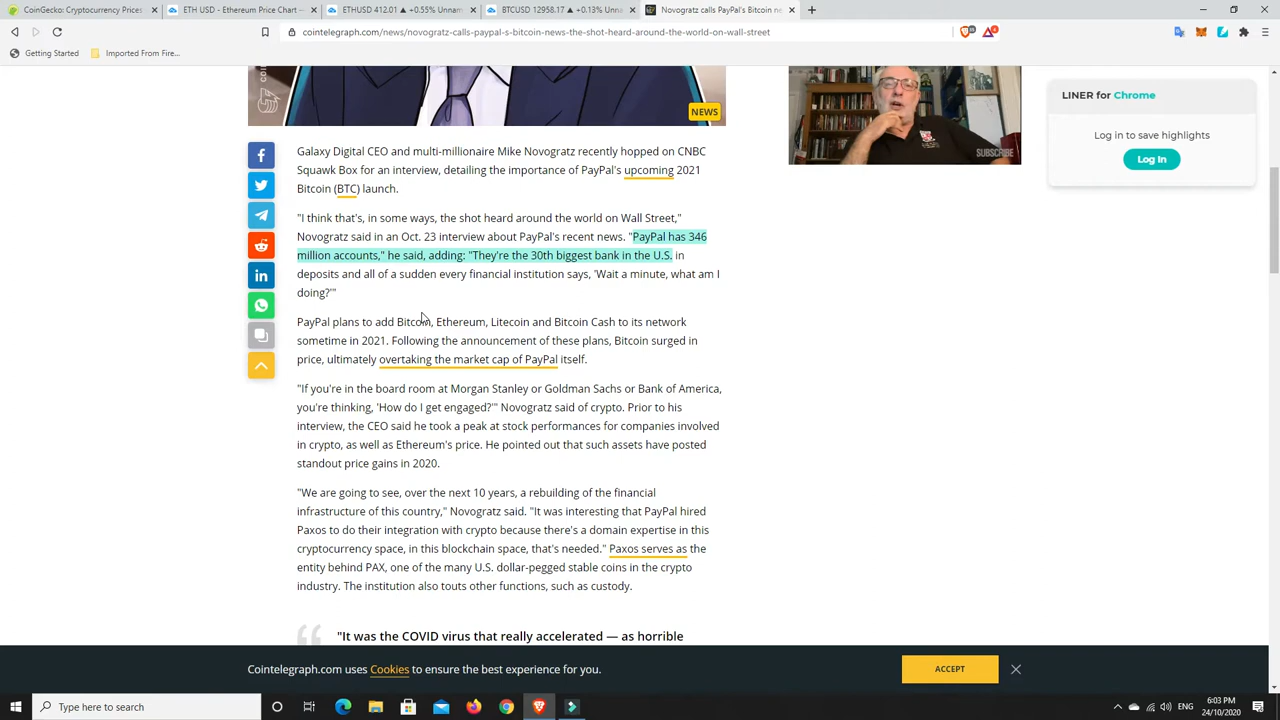 CoinGecko: Cryptocurrency Prices
ETH USD - Ethereum Price Chart —
ETHUSD 412.01 ▲ +0.55% Unnam
BTCUSD 12958.17 ▲ +0.13% Unna
Novogratz calls PayPal's Bitcoin ne
cointelegraph.com/news/novogratz-calls-paypal-s-bitcoin-news-the-shot-heard-around-the-world-on-wall-street
Getting Started
Imported From Fire...
NEWS
SUBSCRIBE
LINER for Chrome
Log in to save highlights
Log In
Galaxy Digital CEO and multi-millionaire Mike Novogratz recently hopped on CNBC
Squawk Box for an interview, detailing the importance of PayPal's upcoming 2021
Bitcoin (BTC) launch.
"I think that's, in some ways, the shot heard around the world on Wall Street,"
Novogratz said in an Oct. 23 interview about PayPal's recent news. "PayPal has 346
million accounts," he said, adding: "They're the 30th biggest bank in the U.S. in
deposits and all of a sudden every financial institution says, 'Wait a minute, what am I
doing?'"
PayPal plans to add Bitcoin, Ethereum, Litecoin and Bitcoin Cash to its network
sometime in 2021. Following the announcement of these plans, Bitcoin surged in
price, ultimately overtaking the market cap of PayPal itself.
"If you're in the board room at Morgan Stanley or Goldman Sachs or Bank of America,
you're thinking, 'How do I get engaged?'" Novogratz said of crypto. Prior to his
interview, the CEO said he took a peak at stock performances for companies involved
in crypto, as well as Ethereum's price. He pointed out that such assets have posted
standout price gains in 2020.
"We are going to see, over the next 10 years, a rebuilding of the financial
infrastructure of this country," Novogratz said. "It was interesting that PayPal hired
Paxos to do their integration with crypto because there's a domain expertise in this
cryptocurrency space, in this blockchain space, that's needed." Paxos serves as the
entity behind PAX, one of the many U.S. dollar-pegged stable coins in the crypto
industry. The institution also touts other functions, such as custody.
"It was the COVID virus that really accelerated — as horrible
Cointelegraph.com uses Cookies to ensure the best experience for you.
ACCEPT
Type here to search
ENG
6:03 PM
24/10/2020